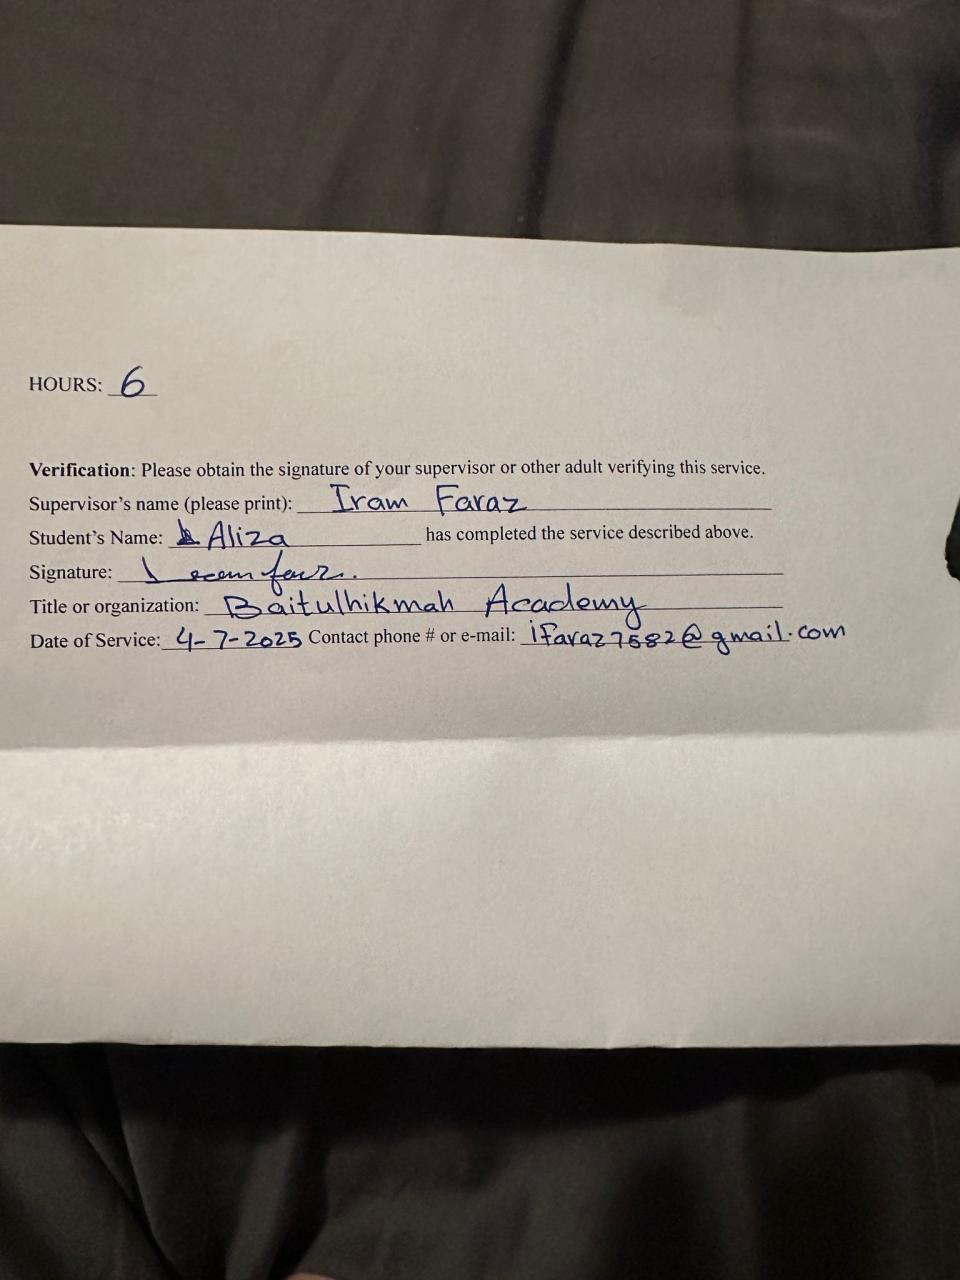 HOURS: 6
Verification: Please obtain the signature of your supervisor or other adult verifying this service.
Supervisor's name (please print): Iram Faraz
Student's Name: Aliza has completed the service described above.
Signature:
Title or organization: Baitulhikmah Academy
Date of Service: 4-7-2025 Contact phone # or e-mail: ifaraz7582@gmail.com